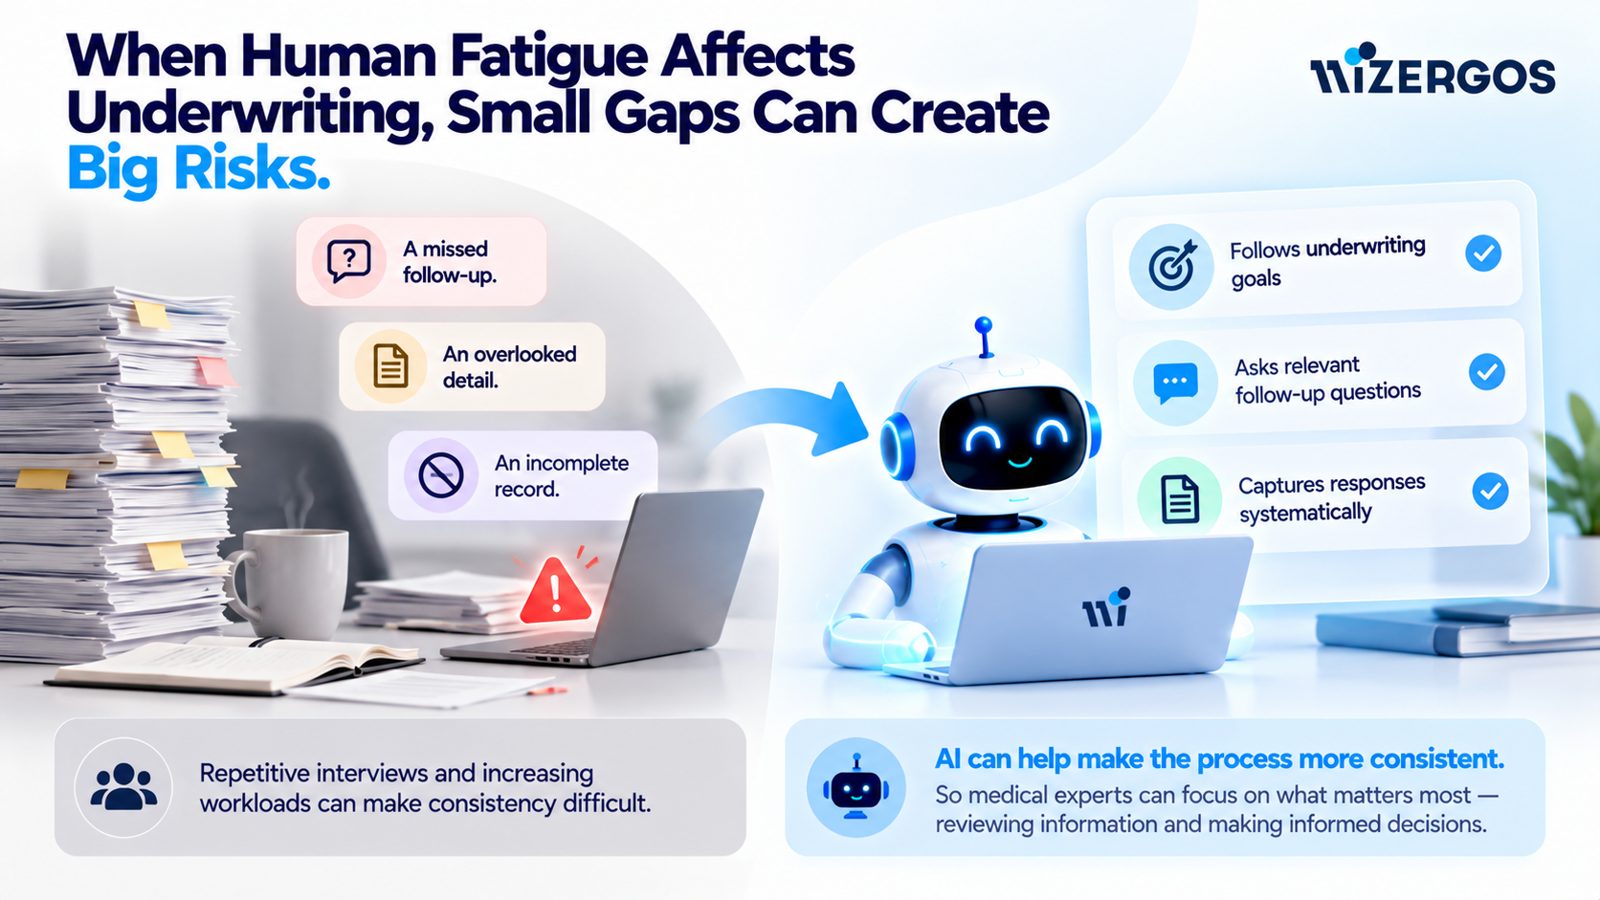 When Human Fatigue Affects
Underwriting, Small Gaps Can Create
Big Risks.
WIZERGOS
A missed
follow-up.
An overlooked
detail.
An incomplete
record.
Follows underwriting
goals
Asks relevant
follow-up questions
Captures responses
systematically
Repetitive interviews and increasing
workloads can make consistency difficult.
AI can help make the process more consistent.
So medical experts can focus on what matters most —
reviewing information and making informed decisions.